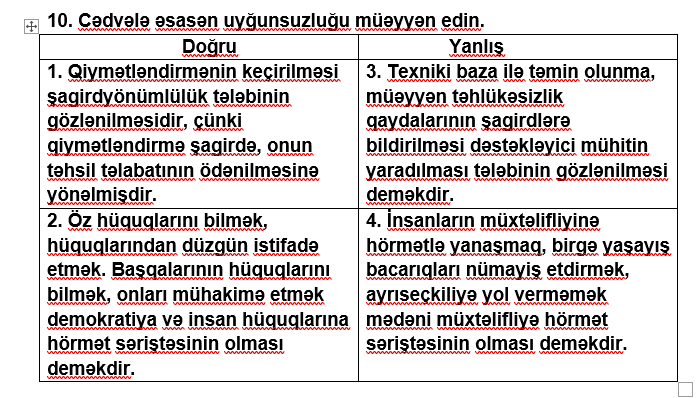 10. Cədvələ əsasən uyğunsuzluğu müəyyən edin.
Doğru
Yanlış
1. Qiymətləndirmənin keçirilməsi
şagirdyönümlülük tələbinin
gözlənilməsidir, çünki
qiymətləndirmə şagirdə, onun
təhsil təlabatının ödənilməsinə
yönəlmişdir.
3. Texniki baza ilə təmin olunma,
müəyyən təhlükəsizlik
qaydalarının şagirdlərə
bildirilməsi dəstəkləyici mühitin
yaradılması tələbinin gözlənilməsi
deməkdir.
2. Öz hüquqlarını bilmək,
hüquqlarından düzgün istifadə
etmək. Başqalarının hüquqlarını
bilmək, onları mühakimə etmək
demokratiya və insan hüquqlarına
hörmət səriştəsinin olması
deməkdir.
4. İnsanların müxtəlifliyinə
hörmətlə yanaşmaq, birgə yaşayış
bacarıqları nümayiş etdirmək,
ayrıseçkiliyə yol verməmək
mədəni müxtəlifliyə hörmət
səriştəsinin olması deməkdir.